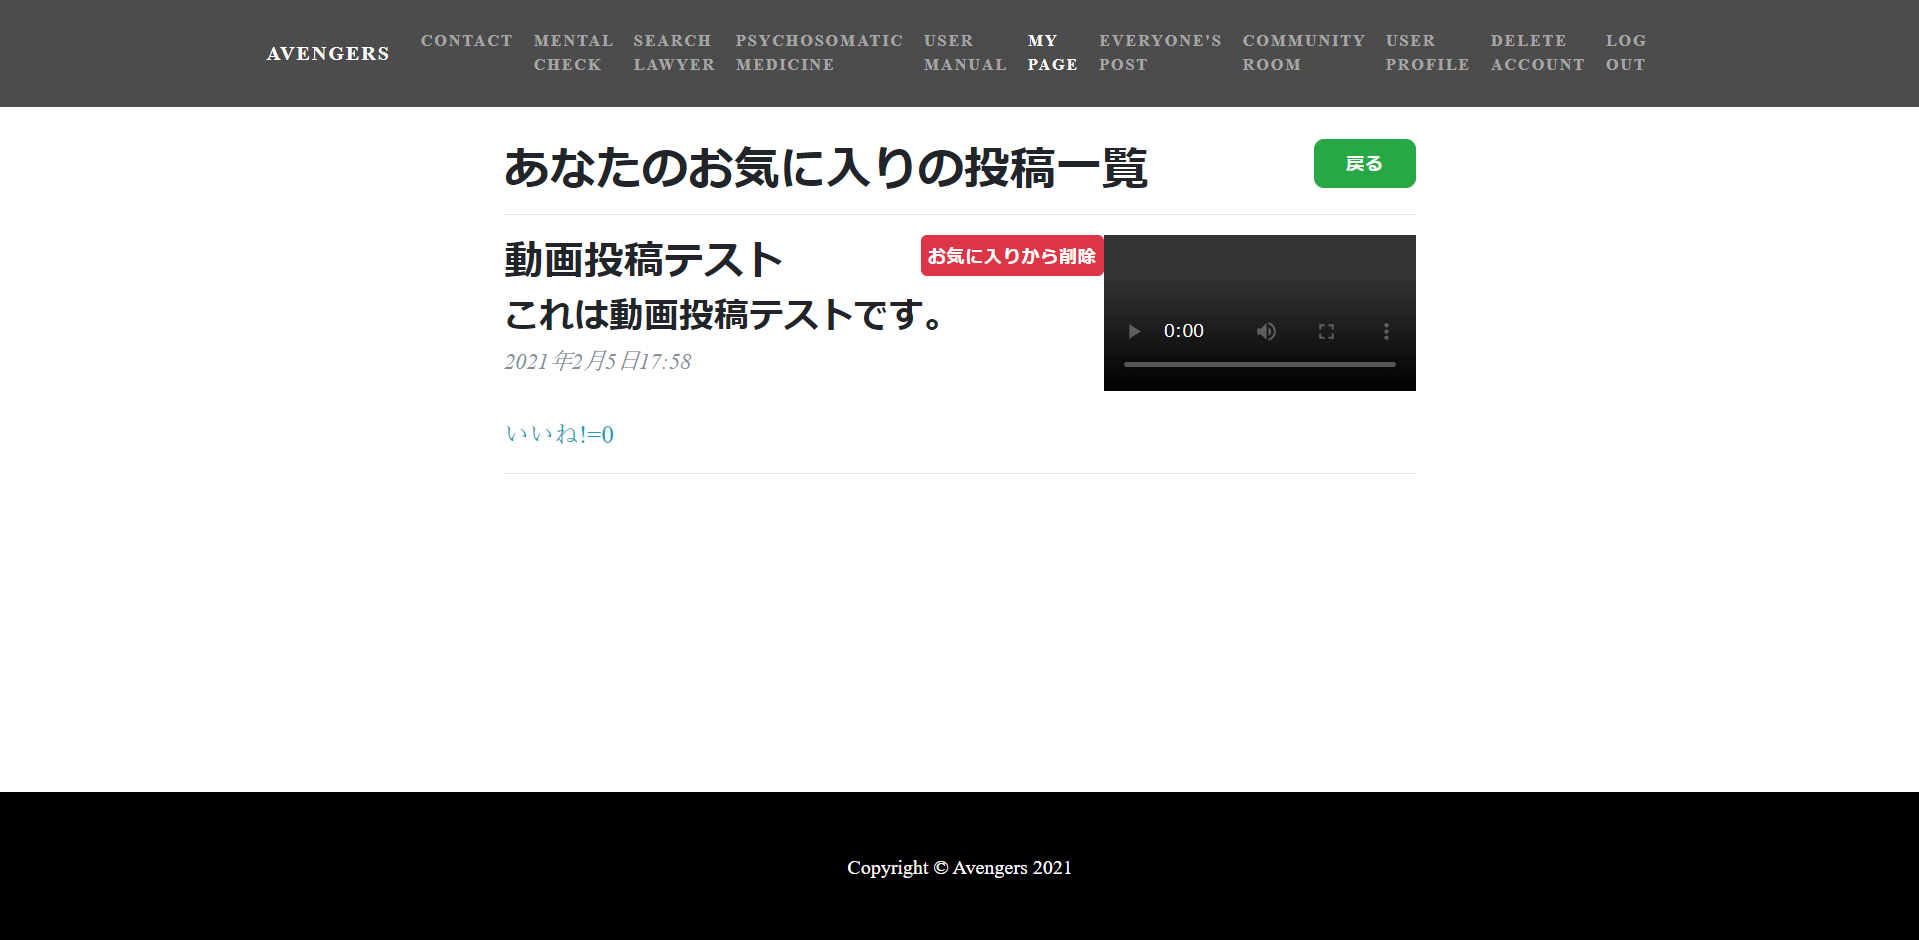 AVENGERS
CONTACT
MENTAL
CHECK
SEARCH
LAWYER
PSYCHOSOMATIC
MEDICINE
USER
MANUAL
MY
PAGE
EVERYONE'S
POST
COMMUNITY
ROOM
USER
PROFILE
DELETE
ACCOUNT
LOG
OUT
あなたのお気に入りの投稿一覧
戻る
動画投稿テスト
お気に入りから削除
これは動画投稿テストです。
2021年2月5日17:58
0:00
いいね!=0
Copyright © Avengers 2021